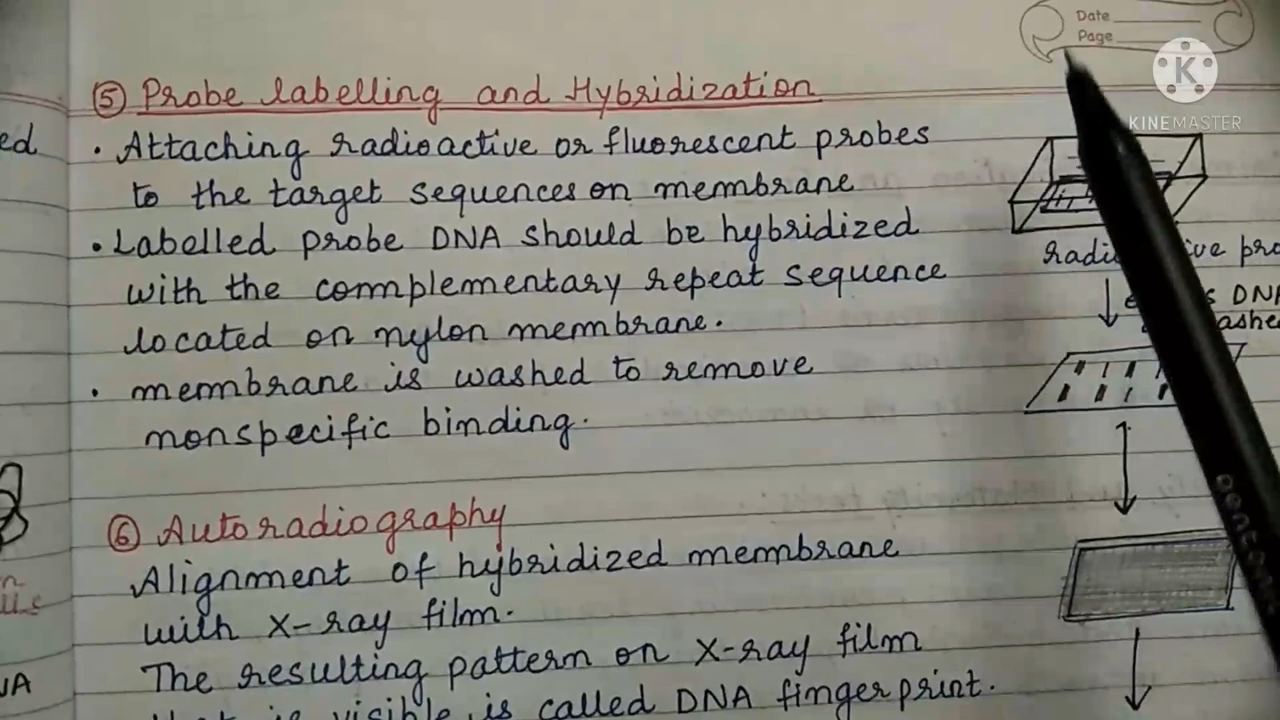 Date
Page
KINEMASTER
⑤ Probe labelling and Hybridization
ed
• Attaching radioactive or fluorescent probes
to the target sequences on membrane
• Labelled probe DNA should be hybridized
with the complementary repeat sequence
located on nylon membrane.
• membrane is washed to remove
nonspecific binding.
DNA
⑥ Autoradiography
Alignment of hybridized membrane
with X-ray film.
The resulting pattern on X-ray film
that is visible is called DNA fingerprint.